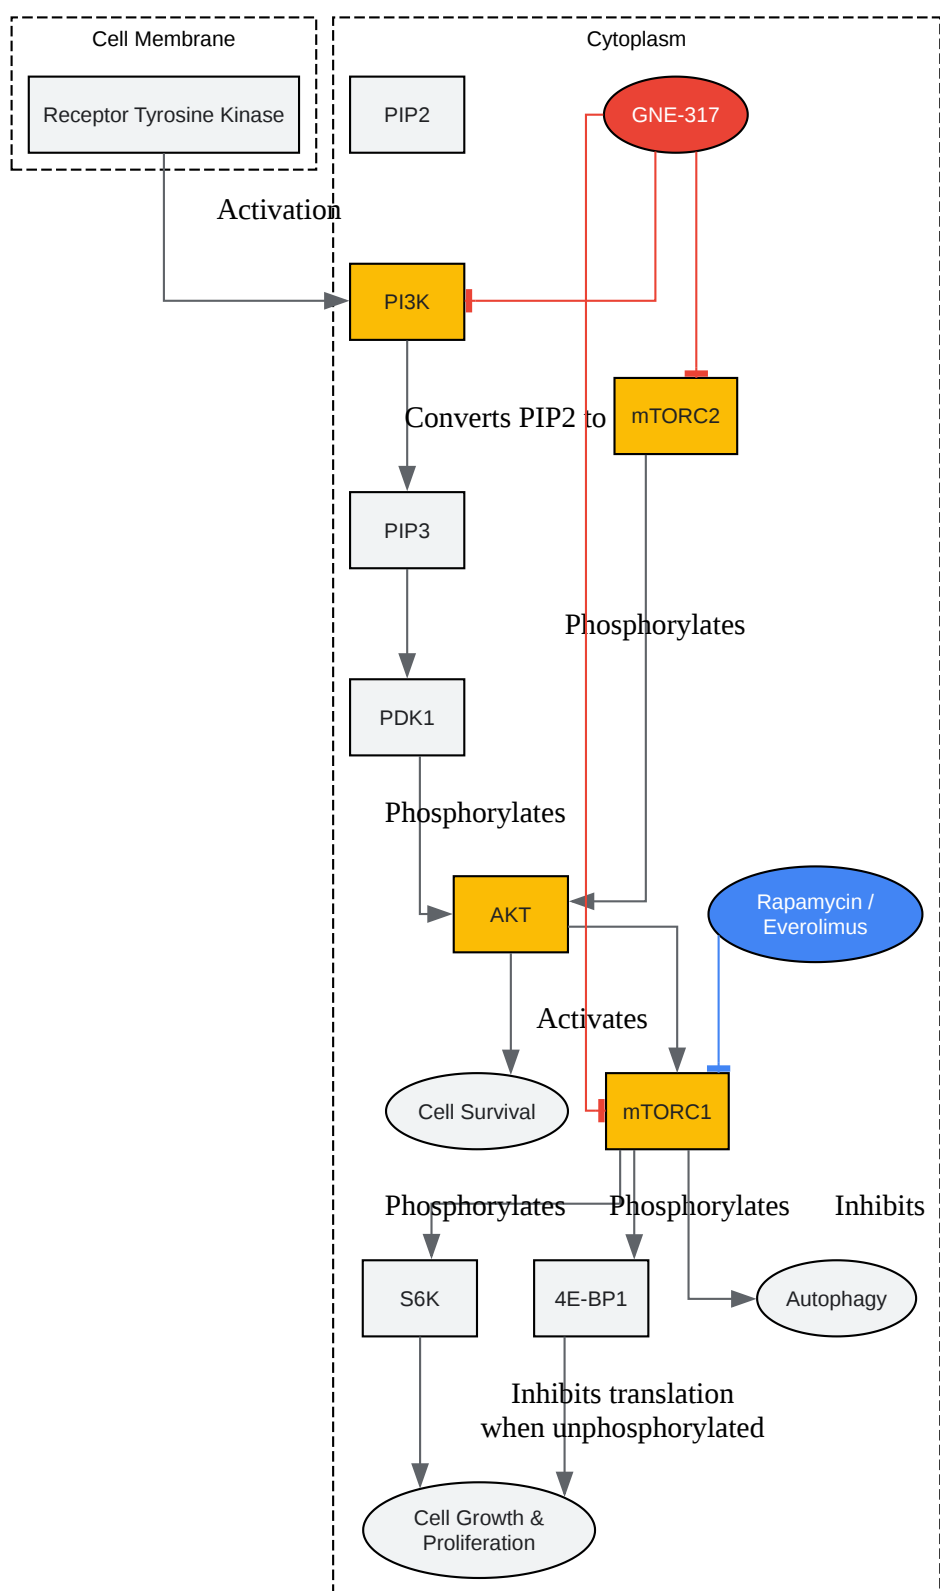 Cell Membrane
Cytoplasm
Receptor Tyrosine Kinase
PIP2
GNE-317
Activation
PI3K
Converts PIP2 to
mTORC2
PIP3
Phosphorylates
PDK1
Phosphorylates
AKT
Rapamycin /
Everolimus
Activates
Cell Survival
mTORC1
Phosphorylates
Phosphorylates
Inhibits
S6K
4E-BP1
Autophagy
Inhibits translation
when unphosphorylated
Cell Growth &
Proliferation